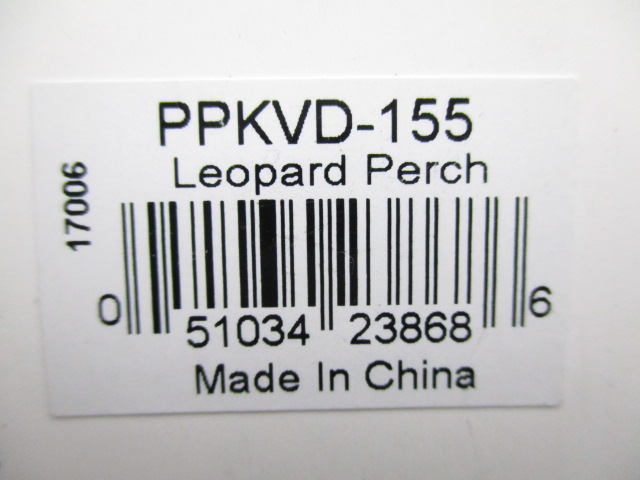 PPKVD-155
Leopard Perch
17006
0 51034 23868 6
Made In China